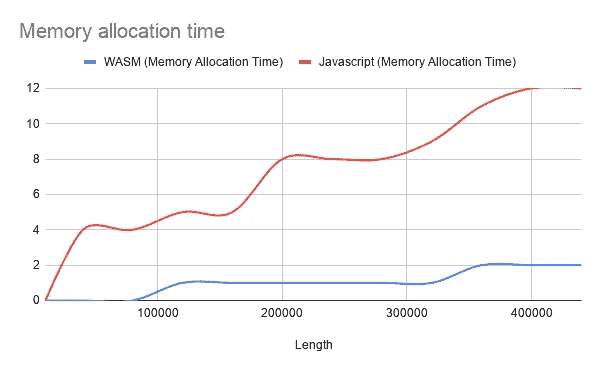 Memory allocation time
WASM (Memory Allocation Time) Javascript (Memory Allocation Time)
12
10
8
6
4
2
0
100000 200000 300000 400000
Length